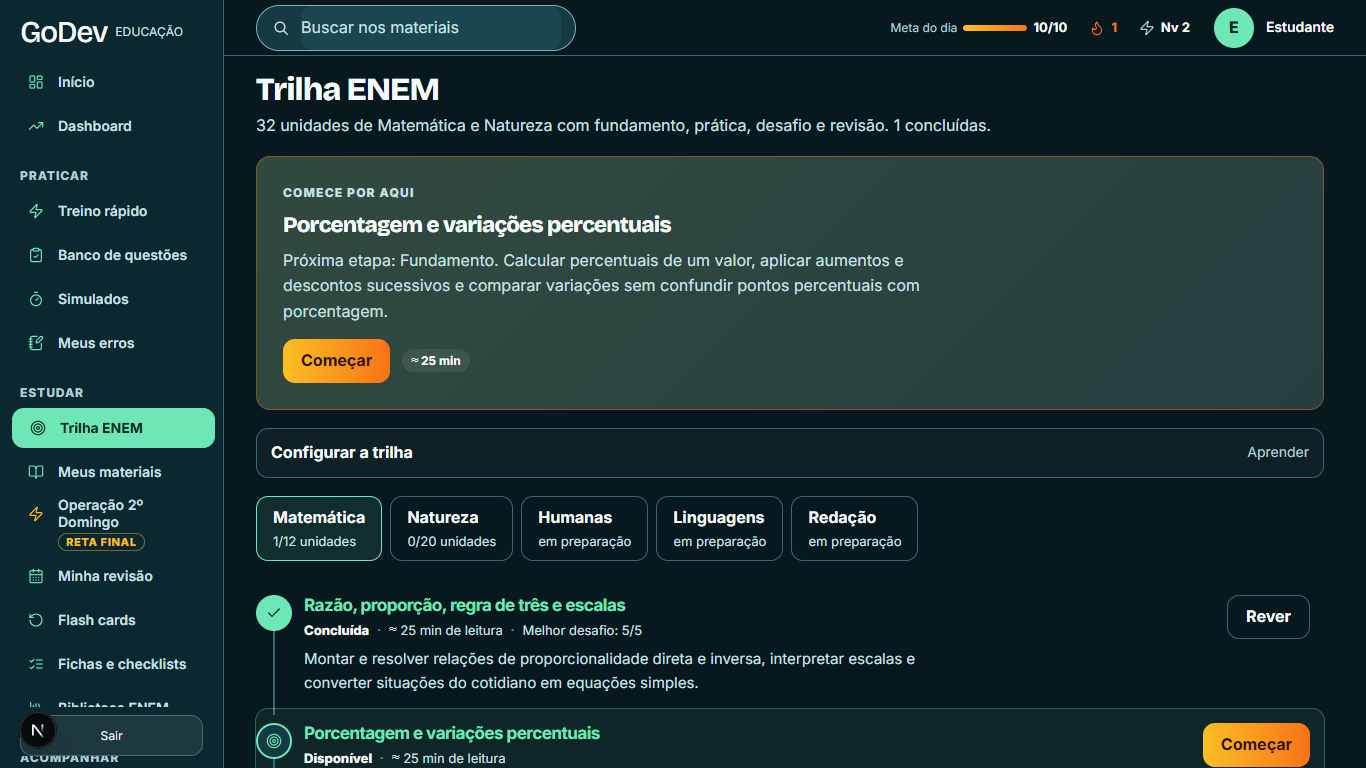 GoDev EDUCAÇÃO
Início
Dashboard
PRATICAR
Treino rápido
Banco de questões
Simulados
Meus erros
ESTUDAR
Trilha ENEM
Meus materiais
Operação 2º
Domingo
RETA FINAL
Minha revisão
Flash cards
Fichas e checklists
Biblioteca ENEM
N
Sair
ACOMPANHAR
Buscar nos materiais
Meta do dia 10/10 1 Nv 2 E Estudante
Trilha ENEM
32 unidades de Matemática e Natureza com fundamento, prática, desafio e revisão. 1 concluídas.
COMECE POR AQUI
Porcentagem e variações percentuais
Próxima etapa: Fundamento. Calcular percentuais de um valor, aplicar aumentos e
descontos sucessivos e comparar variações sem confundir pontos percentuais com
porcentagem.
Começar ≈ 25 min
Configurar a trilha Aprender
Matemática
1/12 unidades
Natureza
0/20 unidades
Humanas
em preparação
Linguagens
em preparação
Redação
em preparação
Razão, proporção, regra de três e escalas
Concluída · ≈ 25 min de leitura · Melhor desafio: 5/5
Montar e resolver relações de proporcionalidade direta e inversa, interpretar escalas e
converter situações do cotidiano em equações simples.
Rever
Porcentagem e variações percentuais
Disponível · ≈ 25 min de leitura
Começar